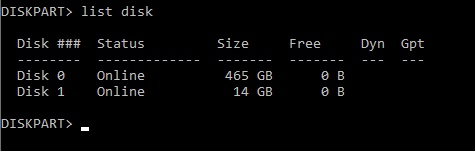 DISKPART> list disk
Disk ### Status Size Free Dyn Gpt
-------- ------------- ------- ------- --- ---
Disk 0 Online 465 GB 0 B
Disk 1 Online 14 GB 0 B
DISKPART>